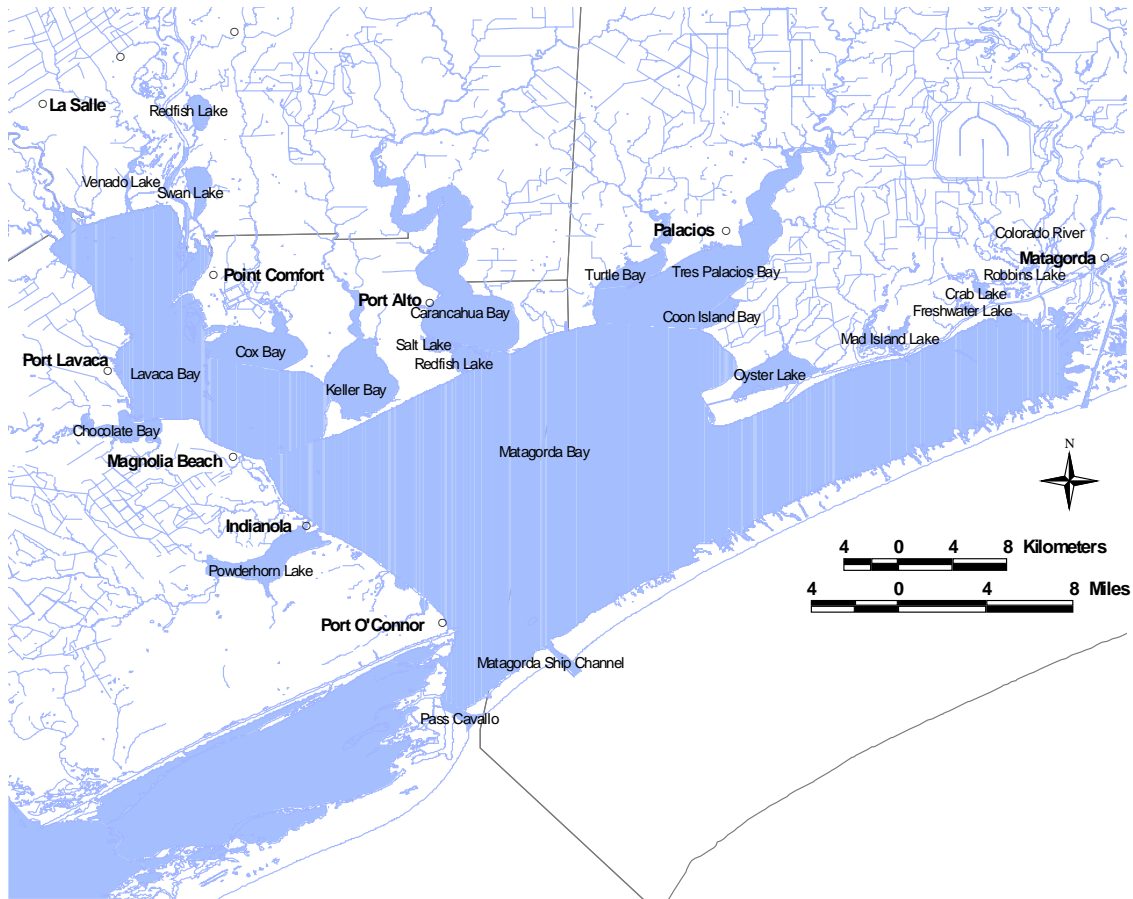 La Salle
Redfish Lake
Venado Lake
Swan Lake
Palacios
Colorado River
Matagorda
Point Comfort
Turtle Bay
Tres Palacios Bay
Robbins Lake
Port Alto
Carancahua Bay
Crab Lake
Freshwater Lake
Coon Island Bay
Salt Lake
Mad Island Lake
Cox Bay
Port Lavaca
Redfish Lake
Lavaca Bay
Oyster Lake
Keller Bay
Chocolate Bay
Magnolia Beach
Matagorda Bay
N
Indianola
4 0 4 8 Kilometers
Powderhorn Lake
4 0 4 8 Miles
Port O'Connor
Matagorda Ship Channel
Pass Cavallo